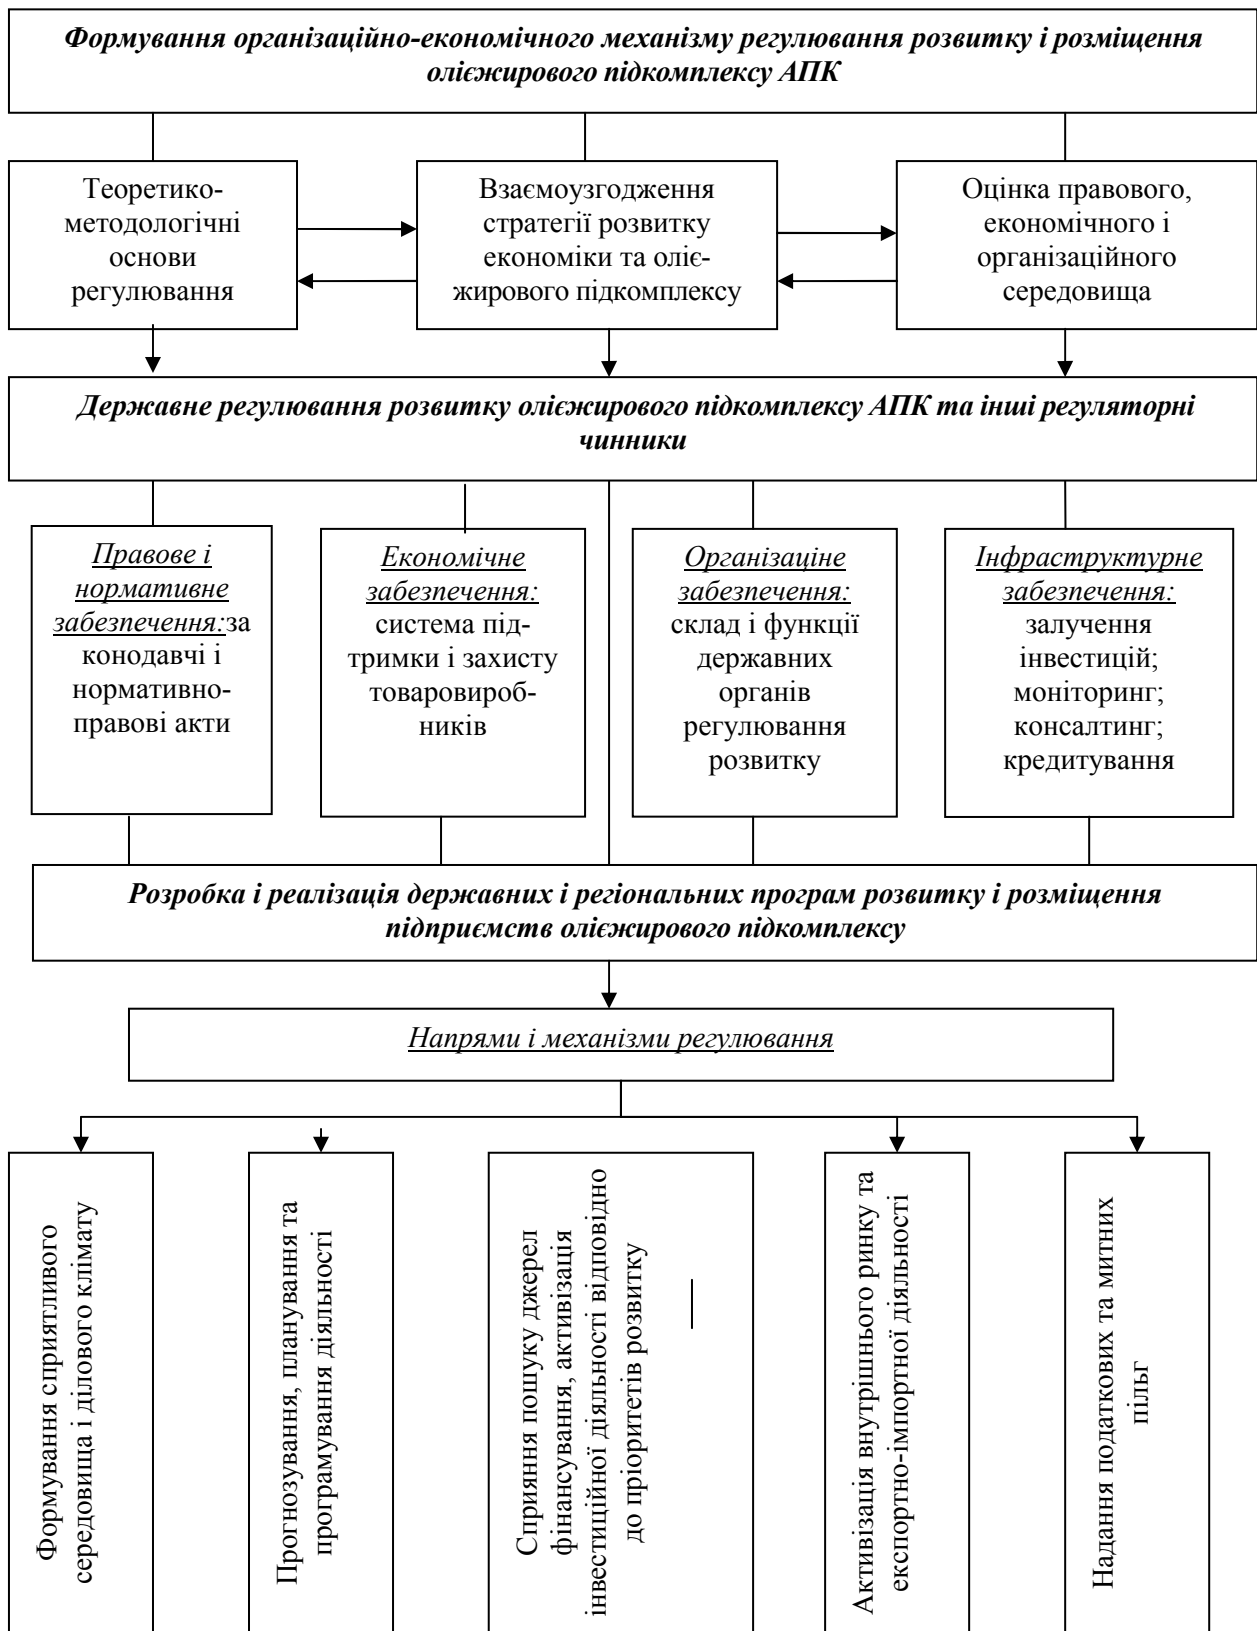 Формування організаційно-економічного механізму регулювання розвитку і розміщення
олієжирового підкомплексу АПК
Теоретико-
методологічні
основи
регулювання
Взаємоузгодження
стратегії розвитку
економіки та оліє-
жирового підкомплексу
Оцінка правового,
економічного і
організаційного
середовища
Державне регулювання розвитку олієжирового підкомплексу АПК та інші регуляторні
чинники
Правове і
нормативне
забезпечення:за
конодавчі і
нормативно-
правові акти
Економічне
забезпечення:
система під-
тримки і захисту
товаровироб-
ників
Організаціне
забезпечення:
склад і функції
державних
органів
регулювання
розвитку
Інфраструктурне
забезпечення:
залучення
інвестицій;
моніторинг;
консалтинг;
кредитування
Розробка і реалізація державних і регіональних програм розвитку і розміщення
підприємств олієжирового підкомплексу
Напрями і механізми регулювання
Формування сприятливого
середовища і ділового клімату
Прогнозування, планування та
програмування діяльності
Сприяння пошуку джерел
фінансування, активізація
інвестиційної діяльності відповідно
до пріоритетів розвитку
Активізація внутрішнього ринку та
експортно-імпортної діяльності
Надання податкових та митних
пільг